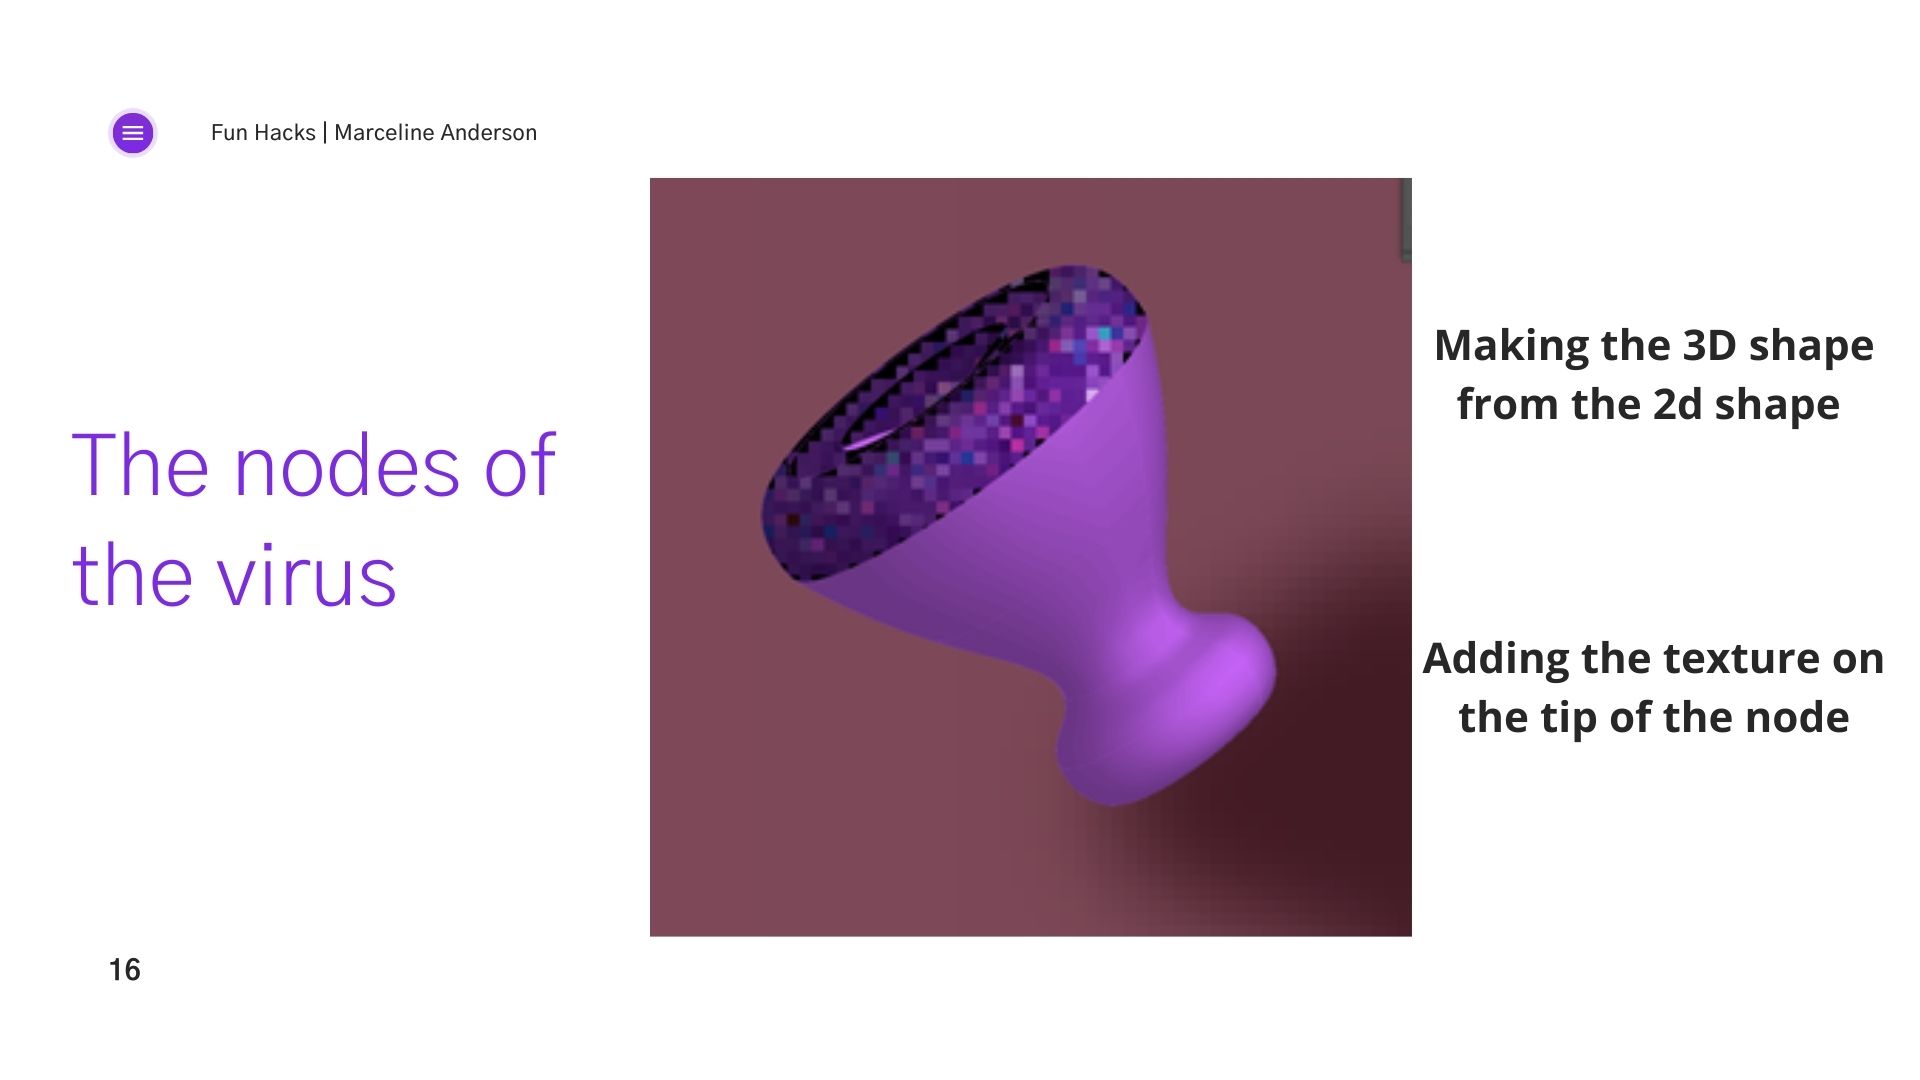 Fun Hacks | Marceline Anderson
The nodes of
the virus
Making the 3D shape
from the 2d shape
Adding the texture on
the tip of the node
16